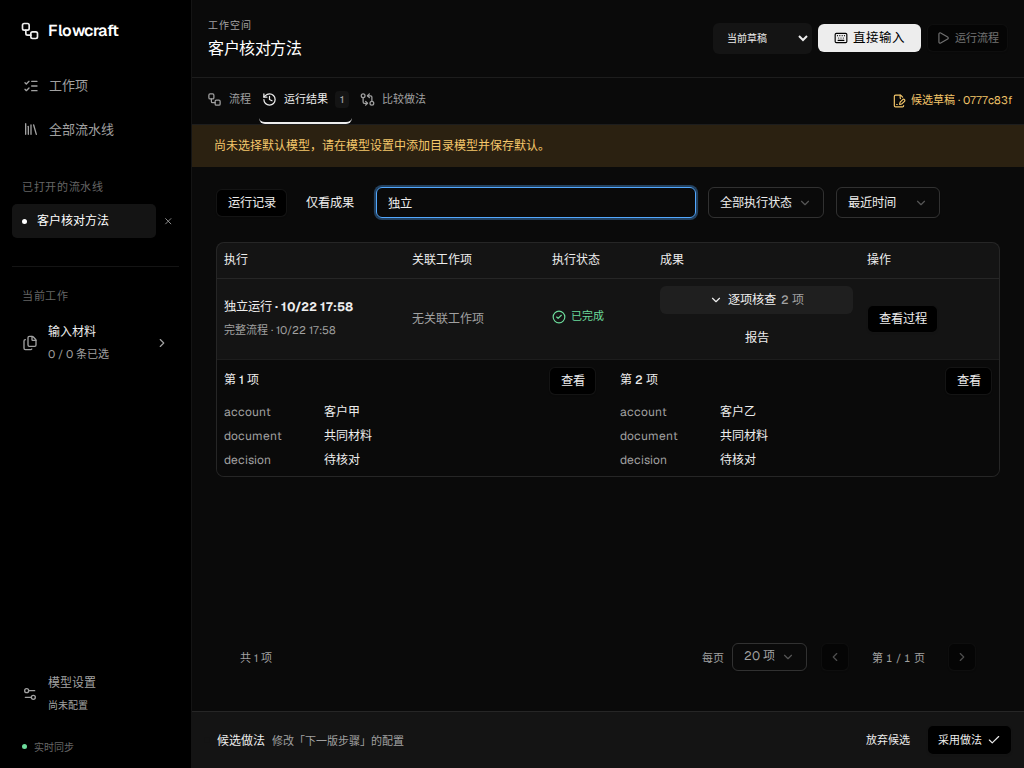 Flowcraft
工作项
全部流水线
已打开的流水线
客户核对方法
当前工作
输入材料
0 / 0 条已选
模型设置
尚未配置
实时同步
工作空间
客户核对方法
当前草稿
直接输入
运行流程
流程
运行结果 1
比较做法
候选草稿 · 0777c83f
尚未选择默认模型，请在模型设置中添加目录模型并保存默认。
运行记录
仅看成果
独立
全部执行状态
最近时间
执行 关联工作项 执行状态 成果 操作
独立运行 · 10/22 17:58
完整流程 · 10/22 17:58
无关联工作项
已完成
逐项核查 2 项
报告
查看过程
第 1 项 查看
account 客户甲
document 共同材料
decision 待核对
第 2 项 查看
account 客户乙
document 共同材料
decision 待核对
共 1 项
每页 20 项
第 1 / 1 页
候选做法 修改「下一版步骤」的配置
放弃候选
采用做法